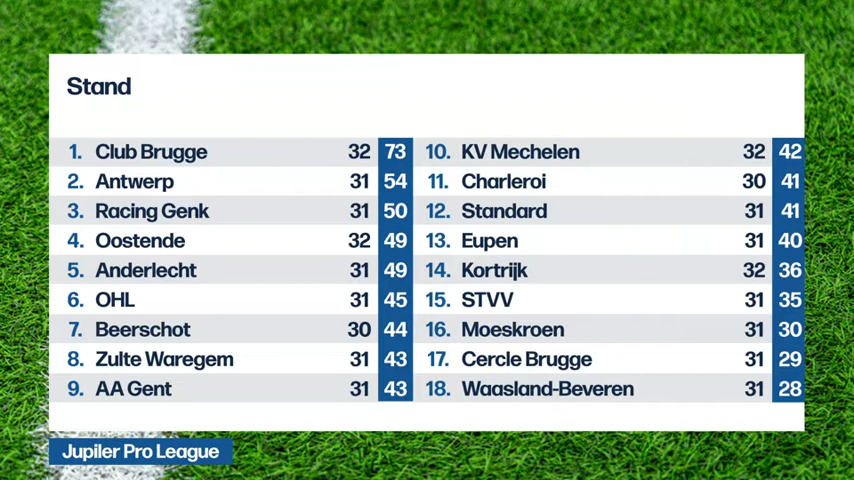 Stand
1. Club Brugge 32 73
2. Antwerp 31 54
3. Racing Genk 31 50
4. Oostende 32 49
5. Anderlecht 31 49
6. OHL 31 45
7. Beerschot 30 44
8. Zulte Waregem 31 43
9. AA Gent 31 43
10. KV Mechelen 32 42
11. Charleroi 30 41
12. Standard 31 41
13. Eupen 31 40
14. Kortrijk 32 36
15. STVV 31 35
16. Moeskroen 31 30
17. Cercle Brugge 31 29
18. Waasland-Beveren 31 28
Jupiler Pro League